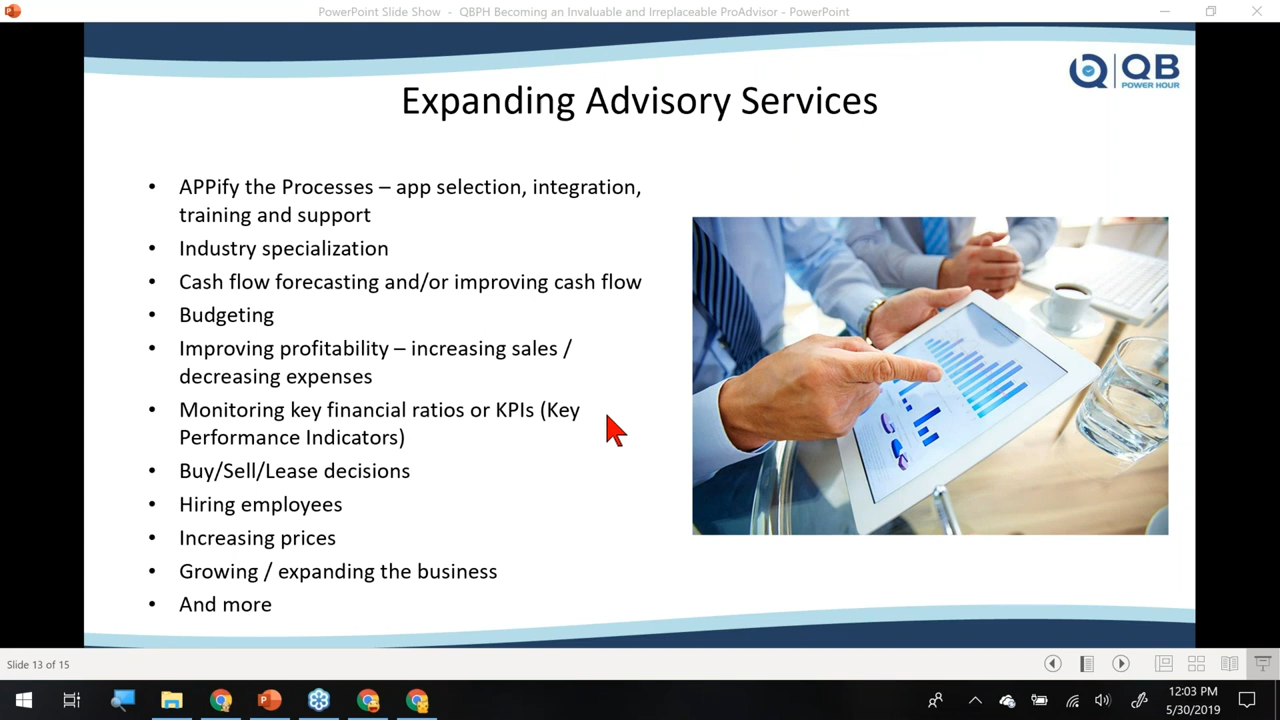 PowerPoint Slide Show - QBPH Becoming an Invaluable and Irreplaceable ProAdvisor - PowerPoint
QB
POWER HOUR
Expanding Advisory Services
• APPify the Processes – app selection, integration,
training and support
• Industry specialization
• Cash flow forecasting and/or improving cash flow
• Budgeting
• Improving profitability – increasing sales /
decreasing expenses
• Monitoring key financial ratios or KPIs (Key
Performance Indicators)
• Buy/Sell/Lease decisions
• Hiring employees
• Increasing prices
• Growing / expanding the business
• And more
Slide 13 of 15
12:03 PM
5/30/2019